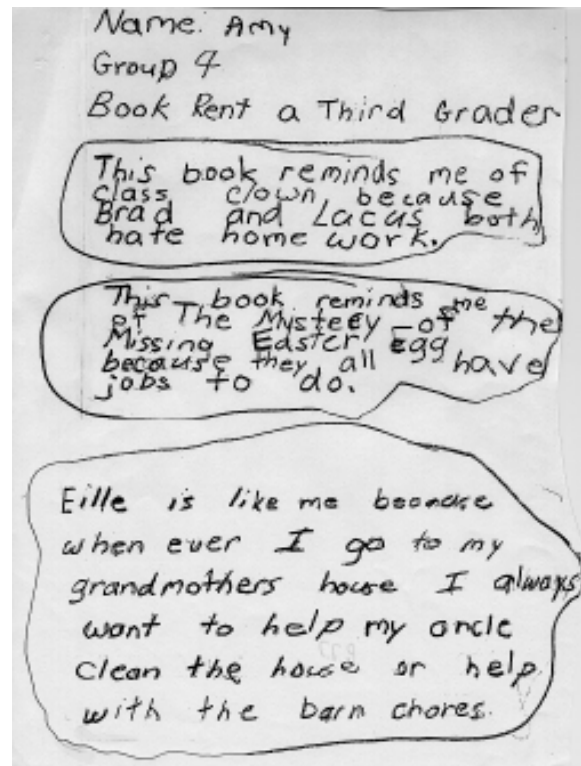 Name: Amy
Group 4
Book Rent a Third Grader
This book reminds me of
class clown, because
Brad and Lucus both
hate home work.
This book reminds me
of The Mysteey of the
Missing Easter egg
because they all have
jobs to do.
Eille is like me because
when ever I go to my
grandmothers house I always
want to help my oncle
clean the house or help
with the barn chores.